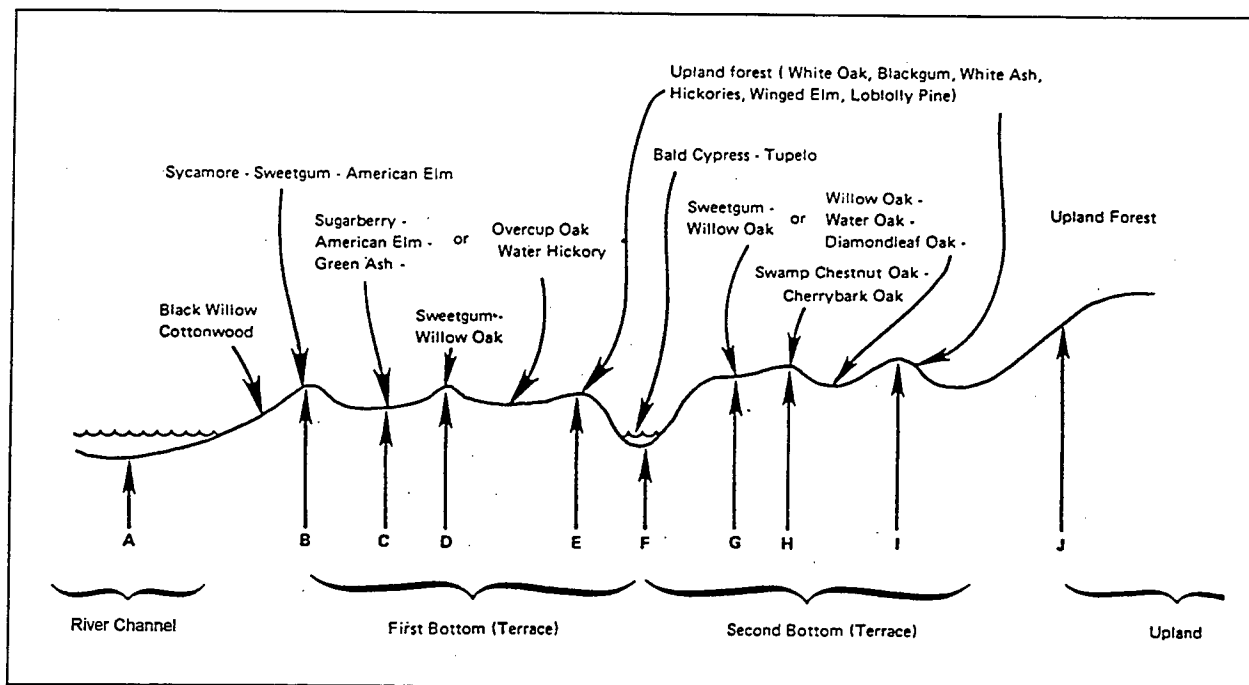 Upland forest ( White Oak, Blackgum, White Ash,
Hickories, Winged Elm, Loblolly Pine)
Bald Cypress - Tupelo
Sycamore - Sweetgum - American Elm
Sugarberry -
American Elm -
Green Ash -
or
Overcup Oak
Water Hickory
Sweetgum -
Willow Oak
or
Willow Oak -
Water Oak -
Diamondleaf Oak -
Upland Forest
Swamp Chestnut Oak -
Cherrybark Oak
Black Willow
Cottonwood
Sweetgum -
Willow Oak
A
B
C
D
E
F
G
H
I
J
River Channel
First Bottom (Terrace)
Second Bottom (Terrace)
Upland